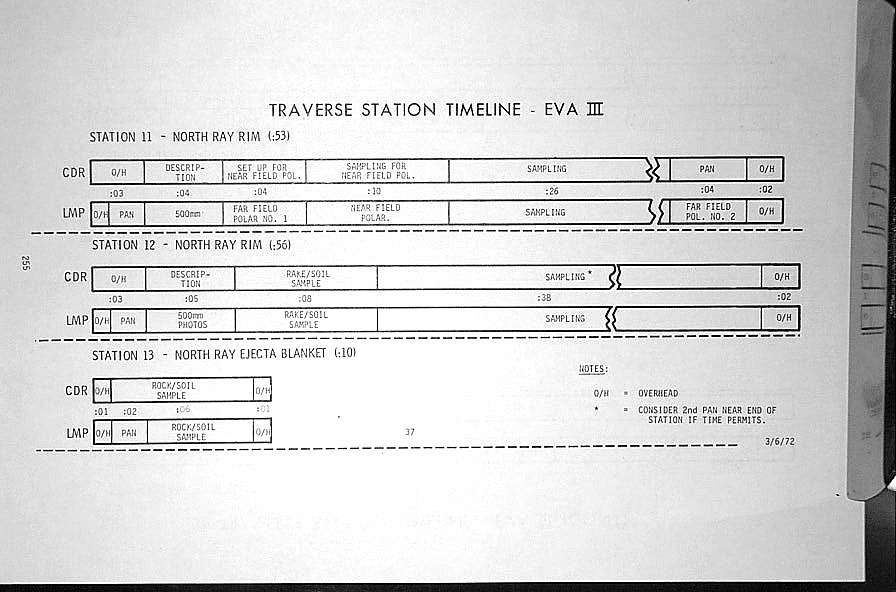 TRAVERSE STATION TIMELINE - EVA III
STATION 11 - NORTH RAY RIM (:53)
CDR O/H DESCRIP-TION SET UP FOR NEAR FIELD POL. SAMPLING FOR NEAR FIELD POL. SAMPLING PAN O/H
:03 :04 :04 :10 :26 :04 :02
LMP O/H PAN 500mm FAR FIELD POLAR NO. 1 NEAR FIELD POLAR. SAMPLING FAR FIELD POL. NO. 2 O/H
STATION 12 - NORTH RAY RIM (:56)
CDR O/H DESCRIP-TION RAKE/SOIL SAMPLE SAMPLING* O/H
:03 :05 :08 :38 :02
LMP O/H PAN 500mm PHOTOS RAKE/SOIL SAMPLE SAMPLING O/H
255
STATION 13 - NORTH RAY EJECTA BLANKET (:10)
CDR O/H ROCK/SOIL SAMPLE O/H
:01 :02 :06 :01
LMP O/H PAN ROCK/SOIL SAMPLE O/H
NOTES:
O/H = OVERHEAD
* = CONSIDER 2nd PAN NEAR END OF
STATION IF TIME PERMITS.
37
3/6/72